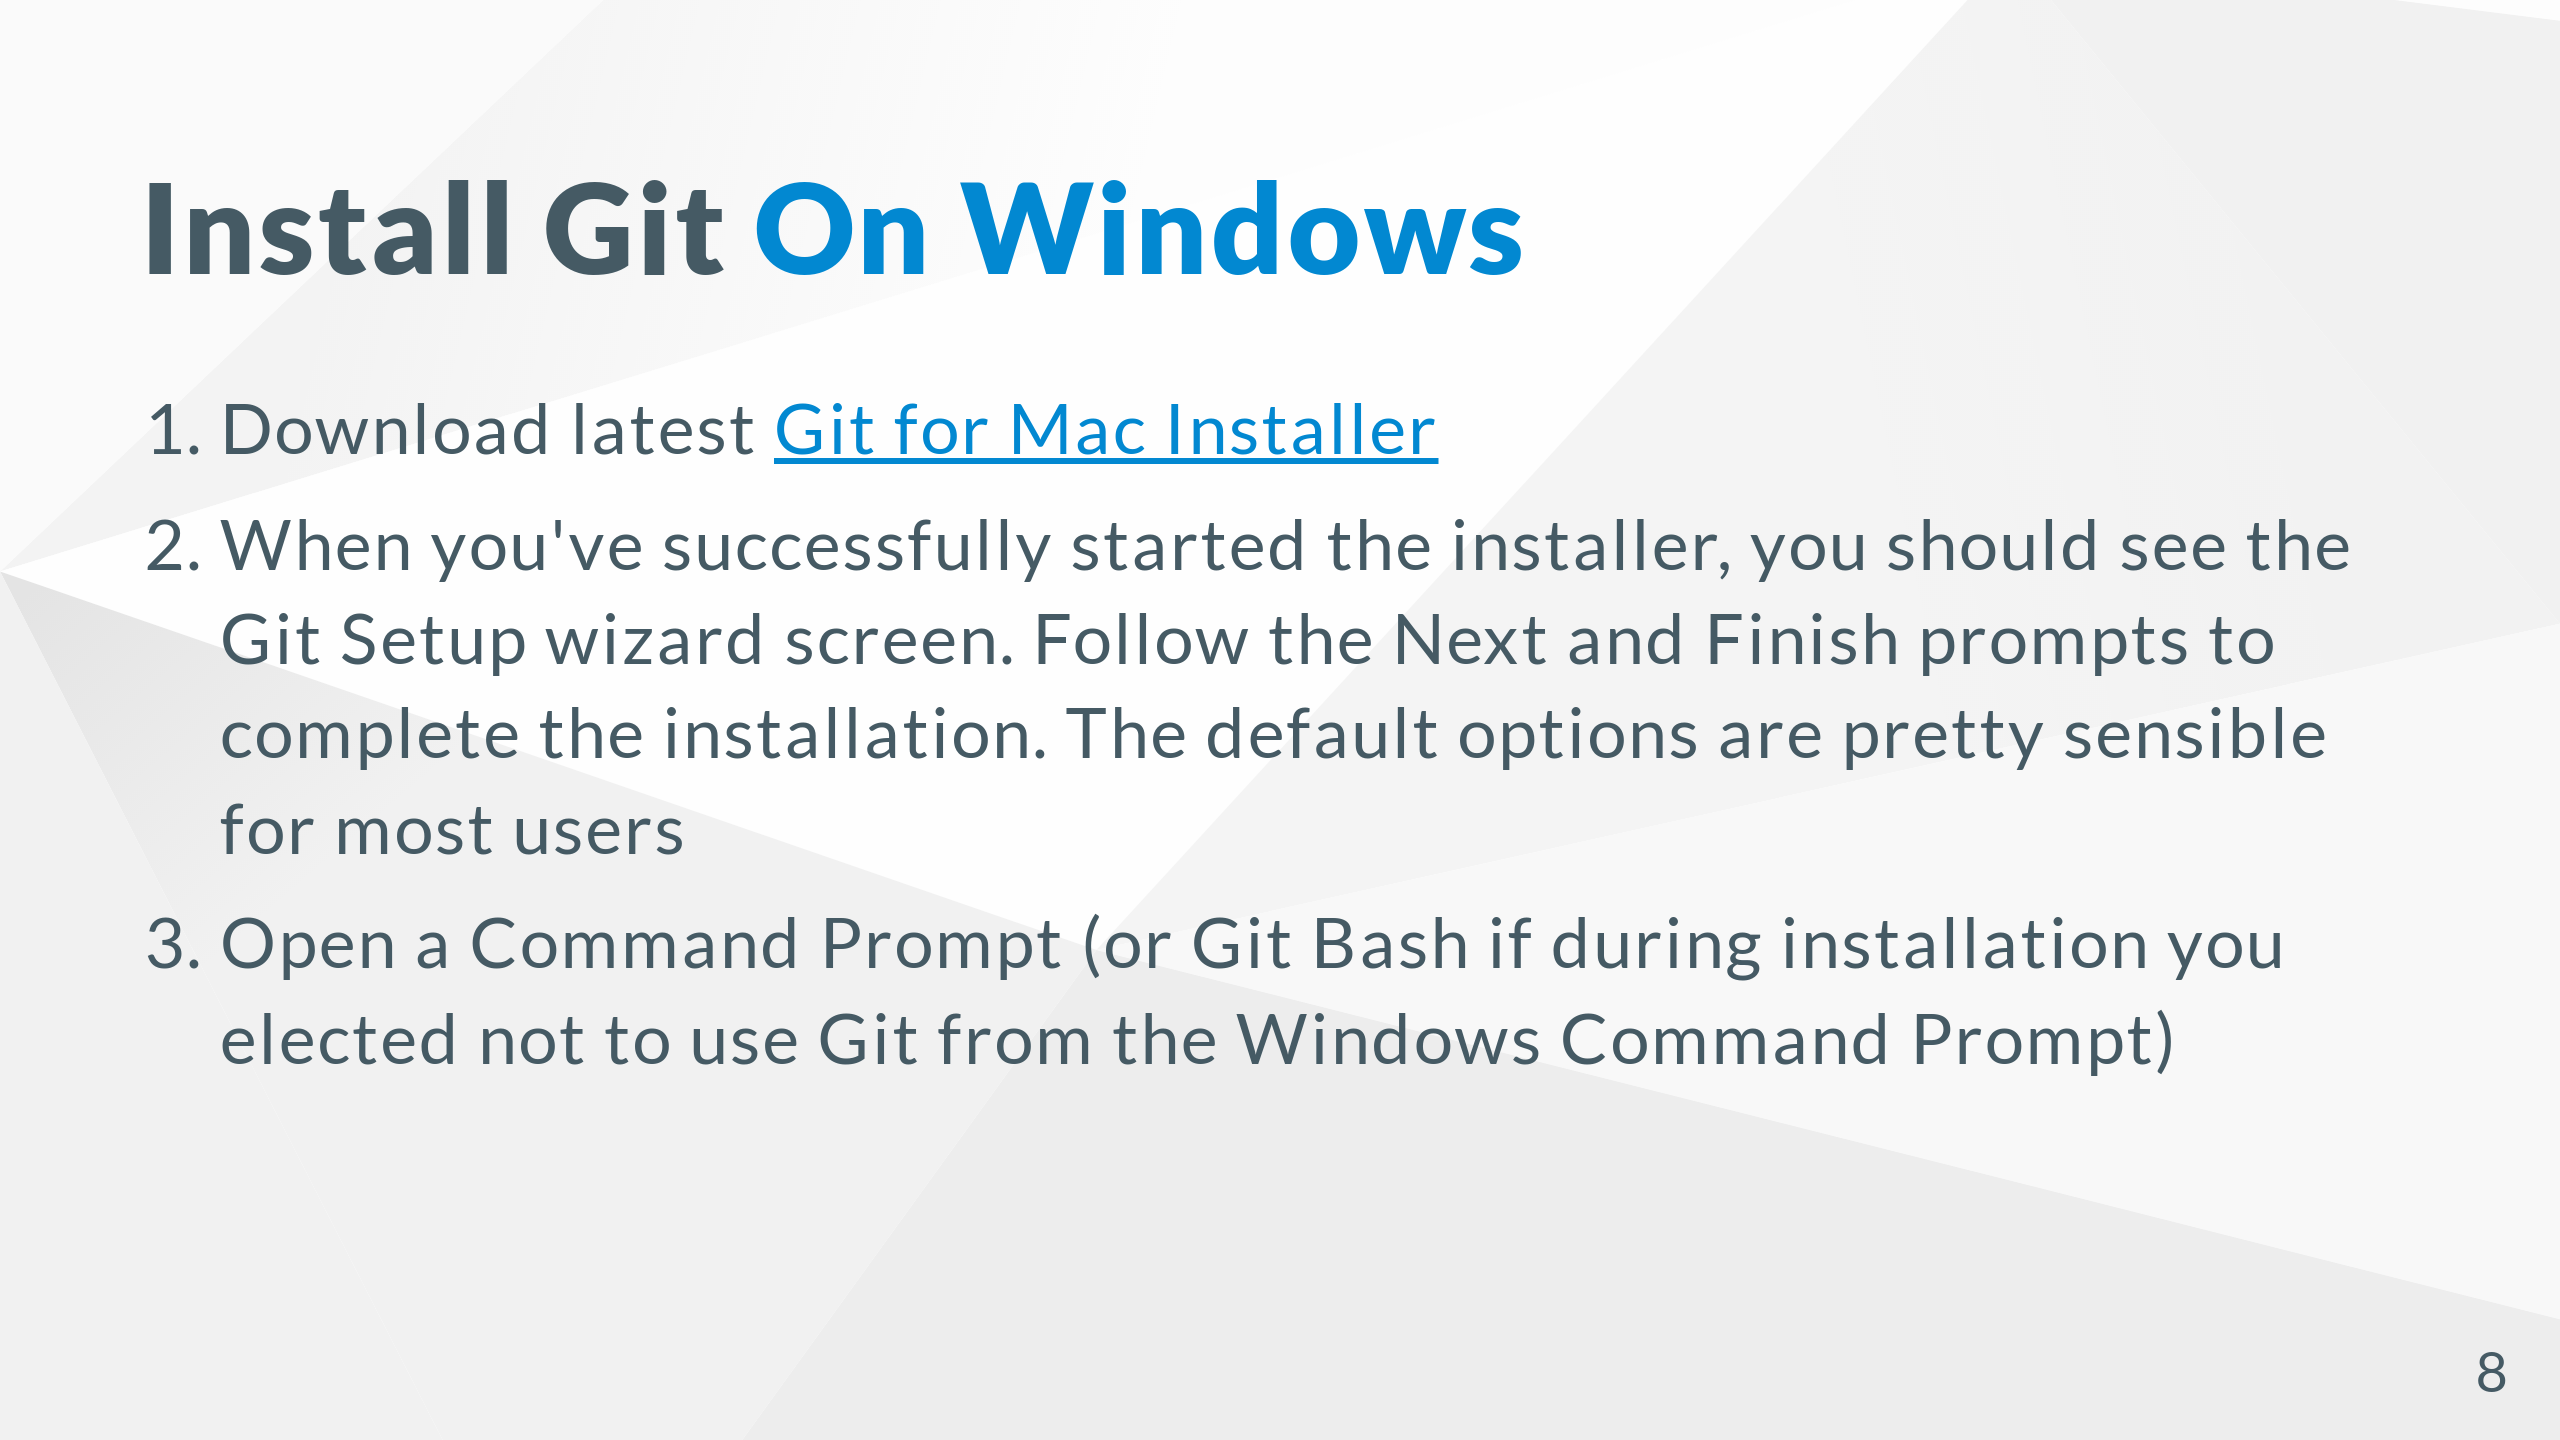 Install Git On Windows
1. Download latest Git for Mac Installer
2. When you've successfully started the installer, you should see the
Git Setup wizard screen. Follow the Next and Finish prompts to
complete the installation. The default options are pretty sensible
for most users
3. Open a Command Prompt (or Git Bash if during installation you
elected not to use Git from the Windows Command Prompt)
8